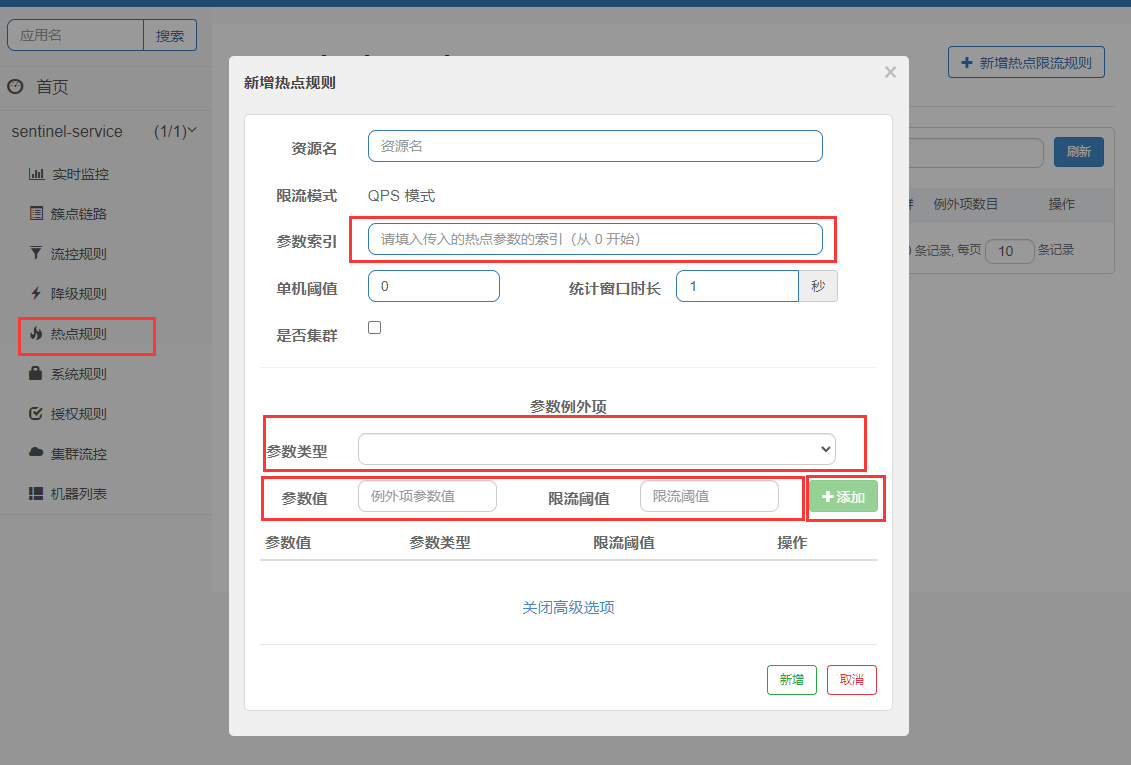 应用名
搜索
首页
sentinel-service (1/1)
实时监控
簇点链路
流控规则
降级规则
热点规则
系统规则
授权规则
集群流控
机器列表
新增热点限流规则
刷新
例外项数目 操作
条记录, 每页 10 条记录
新增热点规则
×
资源名 资源名
限流模式 QPS 模式
参数索引 请填入传入的热点参数的索引（从 0 开始）
单机阈值 0 统计窗口时长 1 秒
是否集群
参数例外项
参数类型
参数值 例外项参数值 限流阈值 限流阈值 添加
参数值 参数类型 限流阈值 操作
关闭高级选项
新增 取消